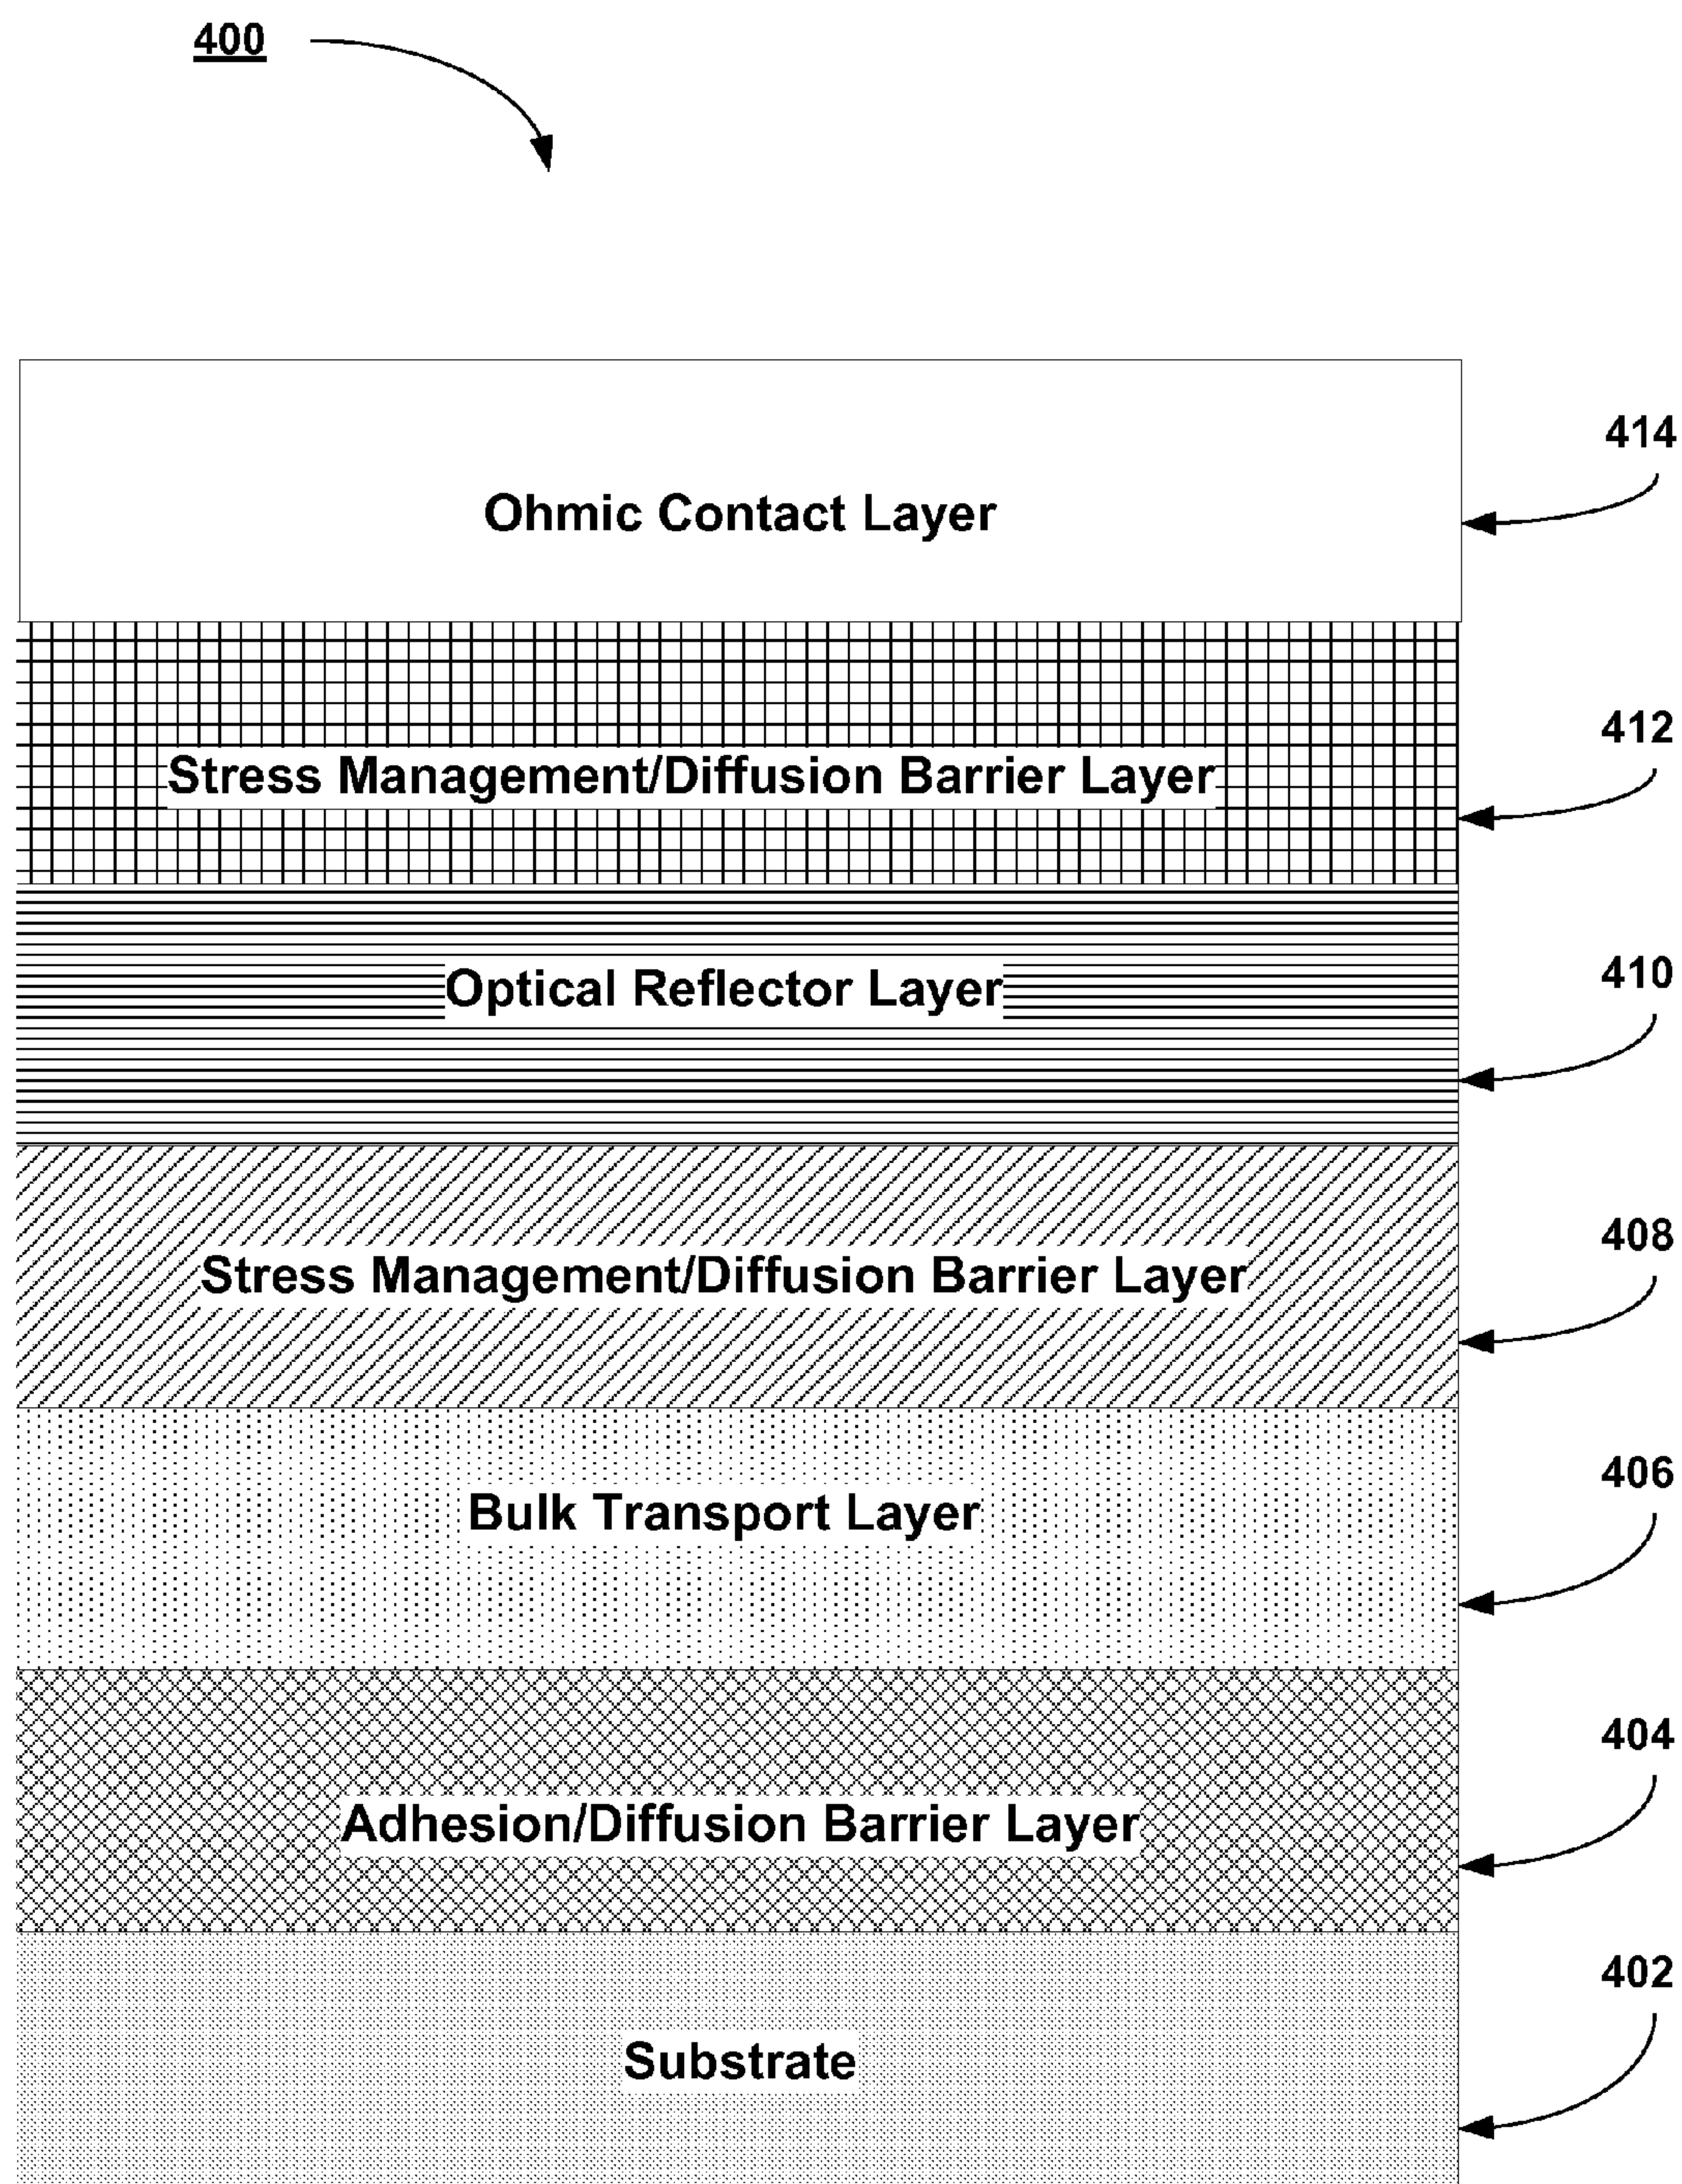 400
414
Ohmic Contact Layer
412
Stress Management/Diffusion Barrier Layer
410
Optical Reflector Layer
408
Stress Management/Diffusion Barrier Layer
406
Bulk Transport Layer
404
Adhesion/Diffusion Barrier Layer
402
Substrate